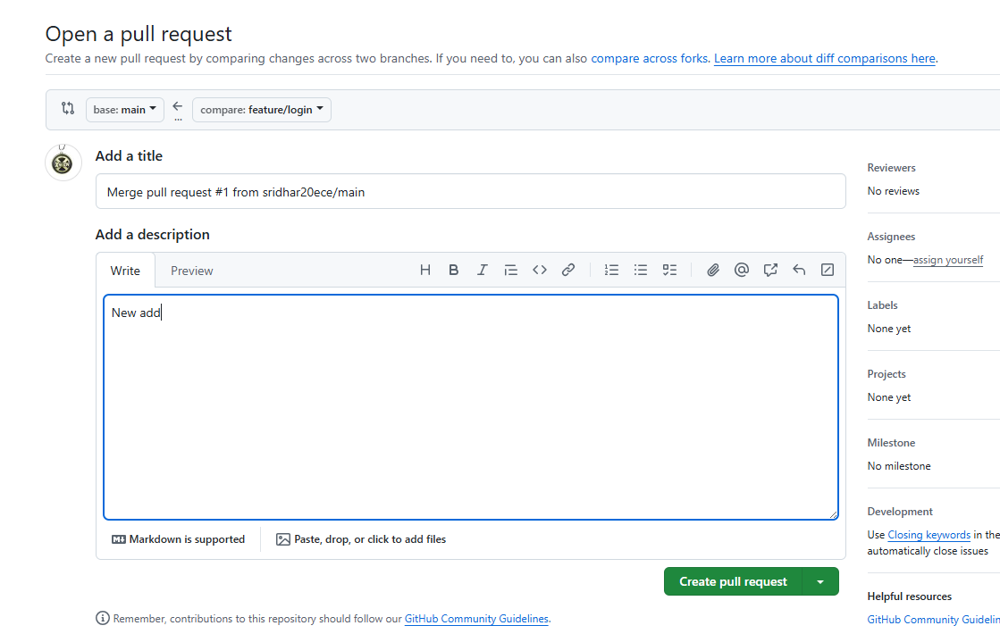 Open a pull request
Create a new pull request by comparing changes across two branches. If you need to, you can also compare across forks. Learn more about diff comparisons here.
base: main
...
compare: feature/login
Add a title
Merge pull request #1 from sridhar20ece/main
Add a description
Write
Preview
New add
Markdown is supported
Paste, drop, or click to add files
Create pull request
Remember, contributions to this repository should follow our GitHub Community Guidelines.
Reviewers
No reviews
Assignees
No one—assign yourself
Labels
None yet
Projects
None yet
Milestone
No milestone
Development
Use Closing keywords in the
automatically close issues
Helpful resources
GitHub Community